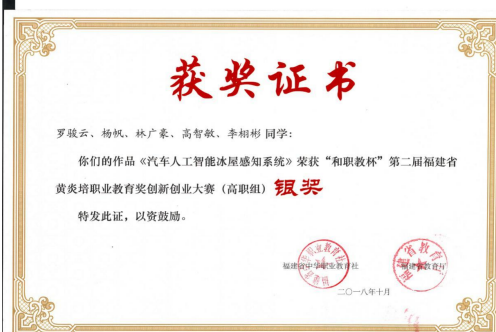 获奖证书
罗骏云、杨帆、林广豪、高智敏、李栩彬 同学：
你们的作品《汽车人工智能冰屋感知系统》荣获“和职教杯”第二届福建省
黄炎培职业教育奖创新创业大赛（高职组）银奖
特发此证，以资鼓励。
福建省中华职业教育社 福建省教育厅
二〇一八年十月